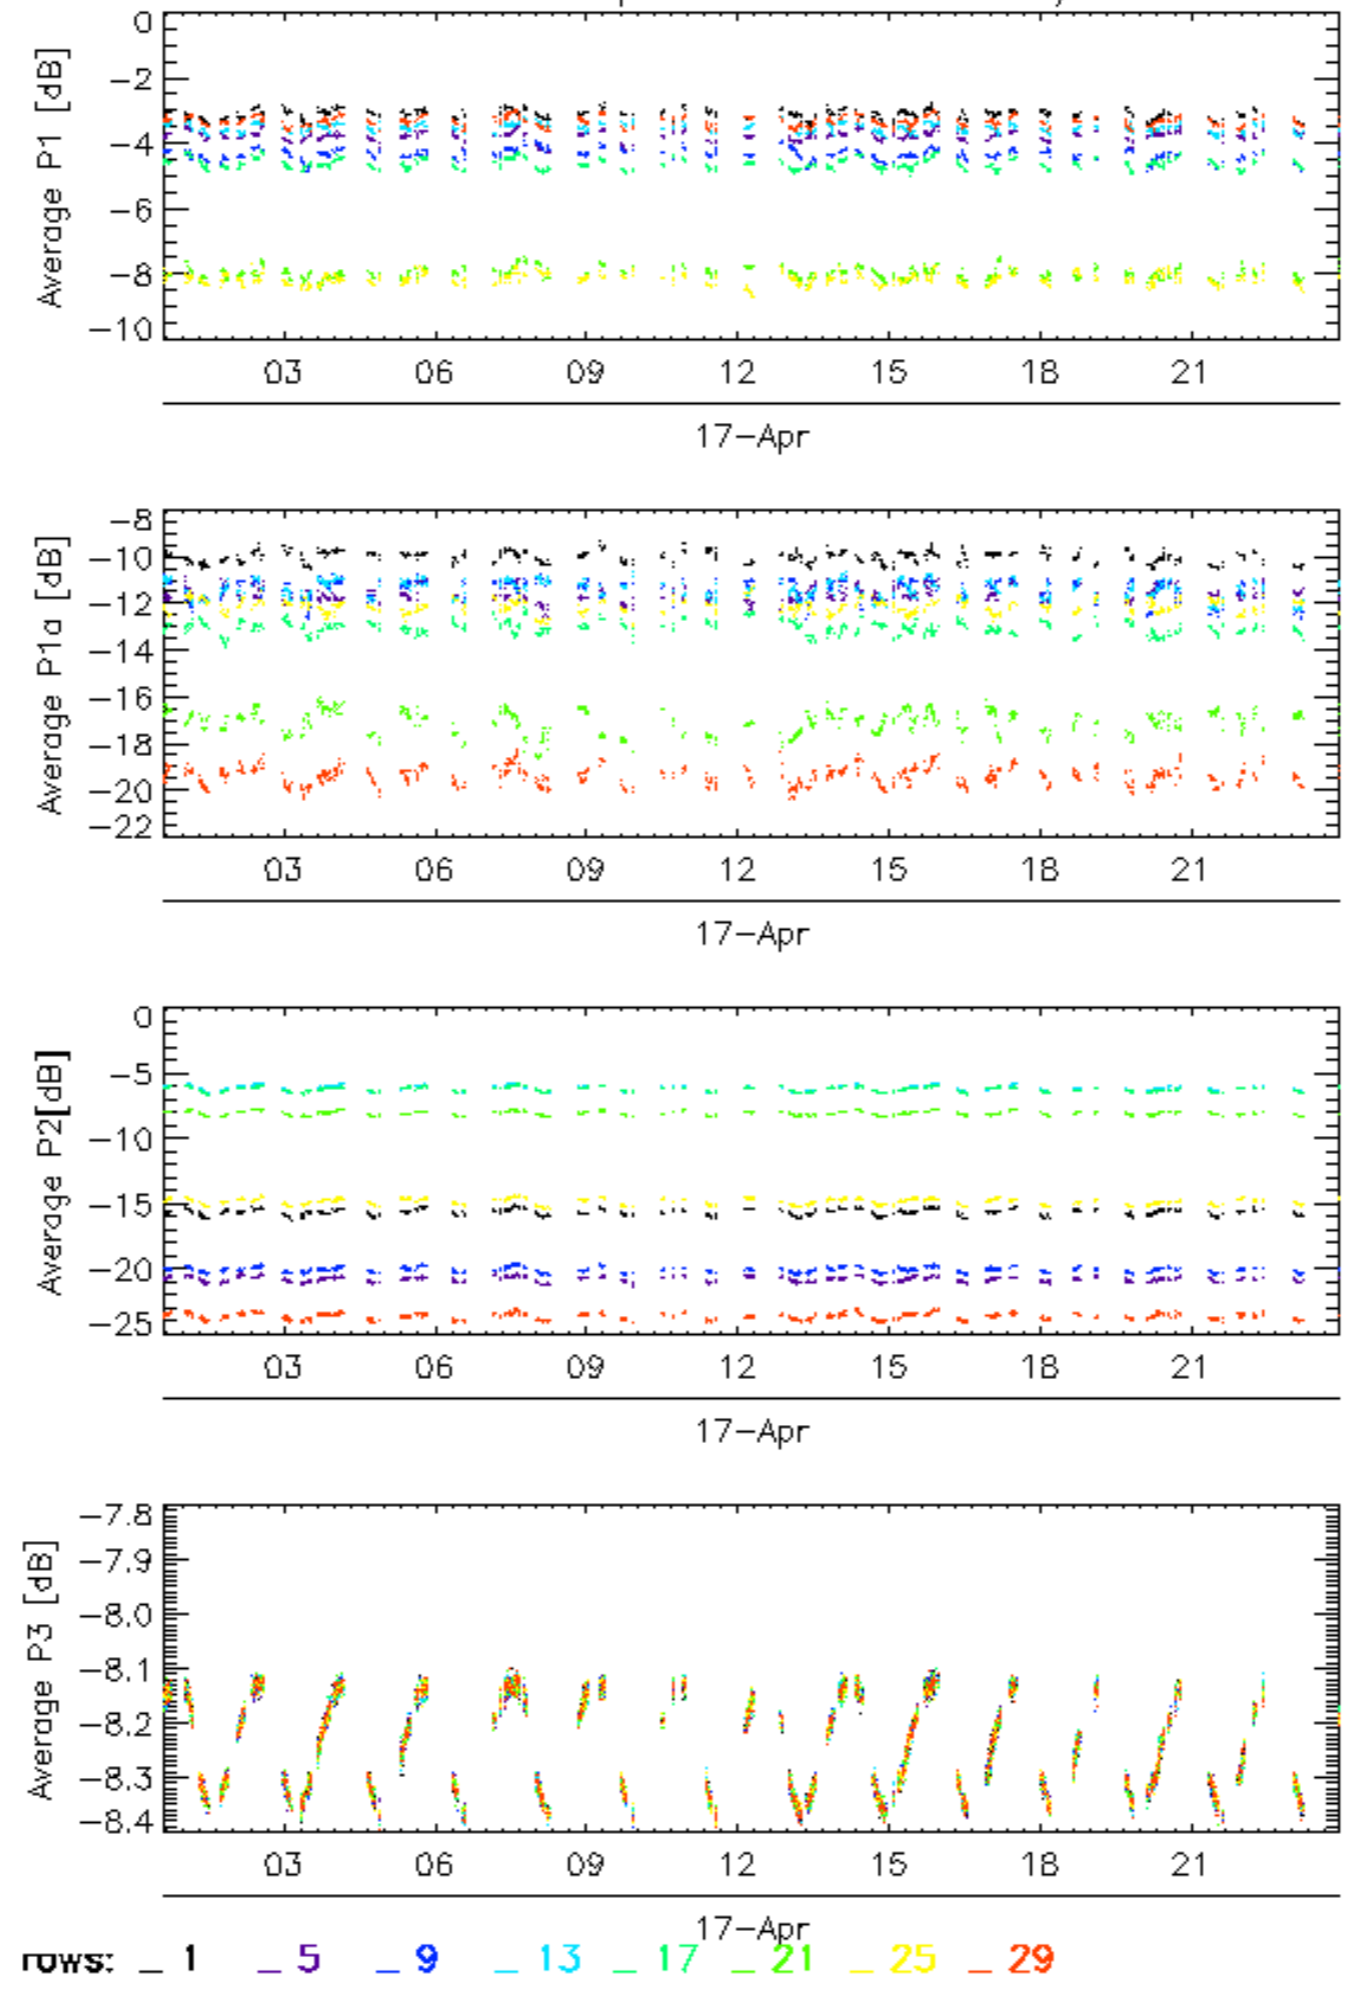 0
-2
-4
-6
-8
-10
Average P1 [dB]
03 06 09 12 15 18 21
17-Apr
-8
-10
-12
-14
-16
-18
-20
-22
Average P1a [dB]
03 06 09 12 15 18 21
17-Apr
0
-5
-10
-15
-20
-25
Average P2[dB]
03 06 09 12 15 18 21
17-Apr
-7.8
-7.9
-8.0
-8.1
-8.2
-8.3
-8.4
Average P3 [dB]
03 06 09 12 15 18 21
17-Apr
rows: _ 1 _ 5 _ 9 _ 13 _ 17 _ 21 _ 25 _ 29